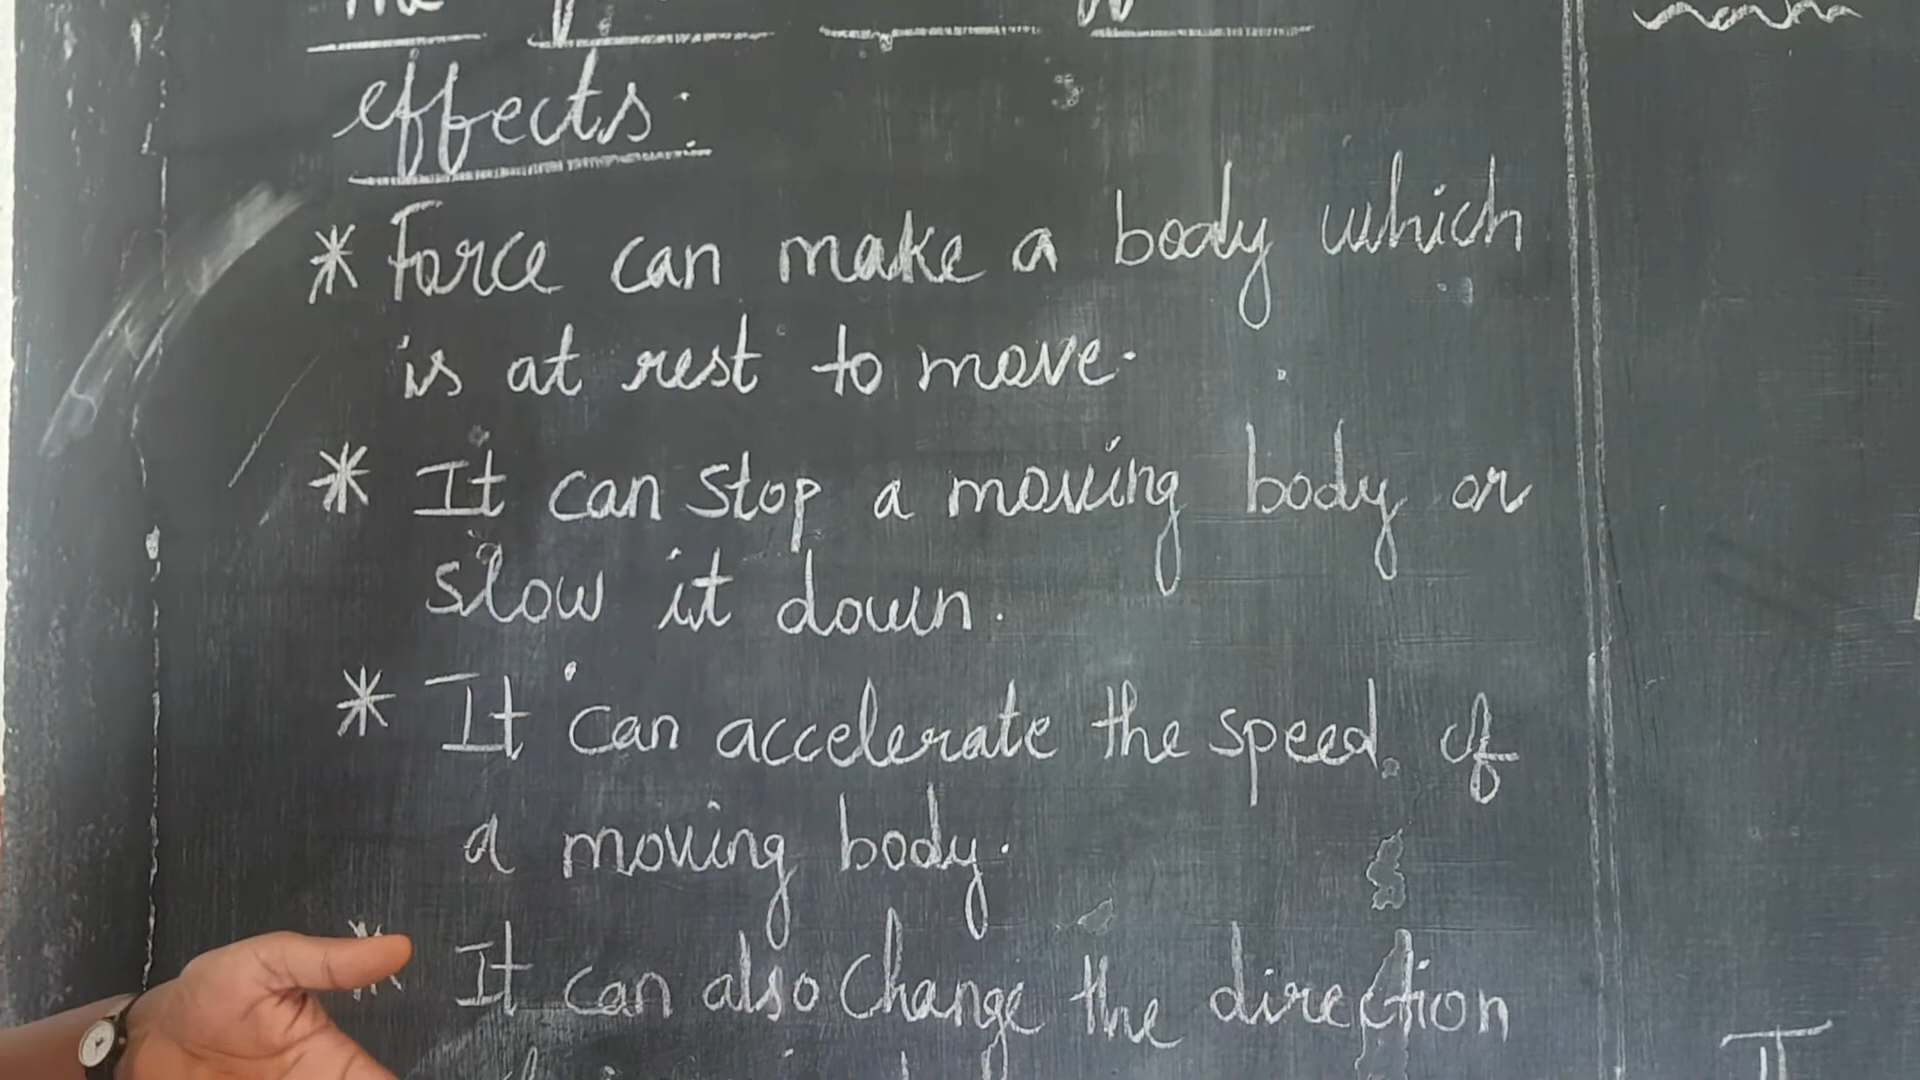 effects:
* Force can make a body which
is at rest to move.
* It can stop a moving body or
slow it down.
* It can accelerate the speed of
a moving body.
* It can also change the direction